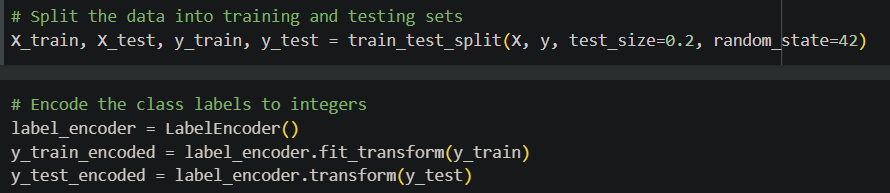 # Split the data into training and testing sets
X_train, X_test, y_train, y_test = train_test_split(X, y, test_size=0.2, random_state=42)
# Encode the class labels to integers
label_encoder = LabelEncoder()
y_train_encoded = label_encoder.fit_transform(y_train)
y_test_encoded = label_encoder.transform(y_test)